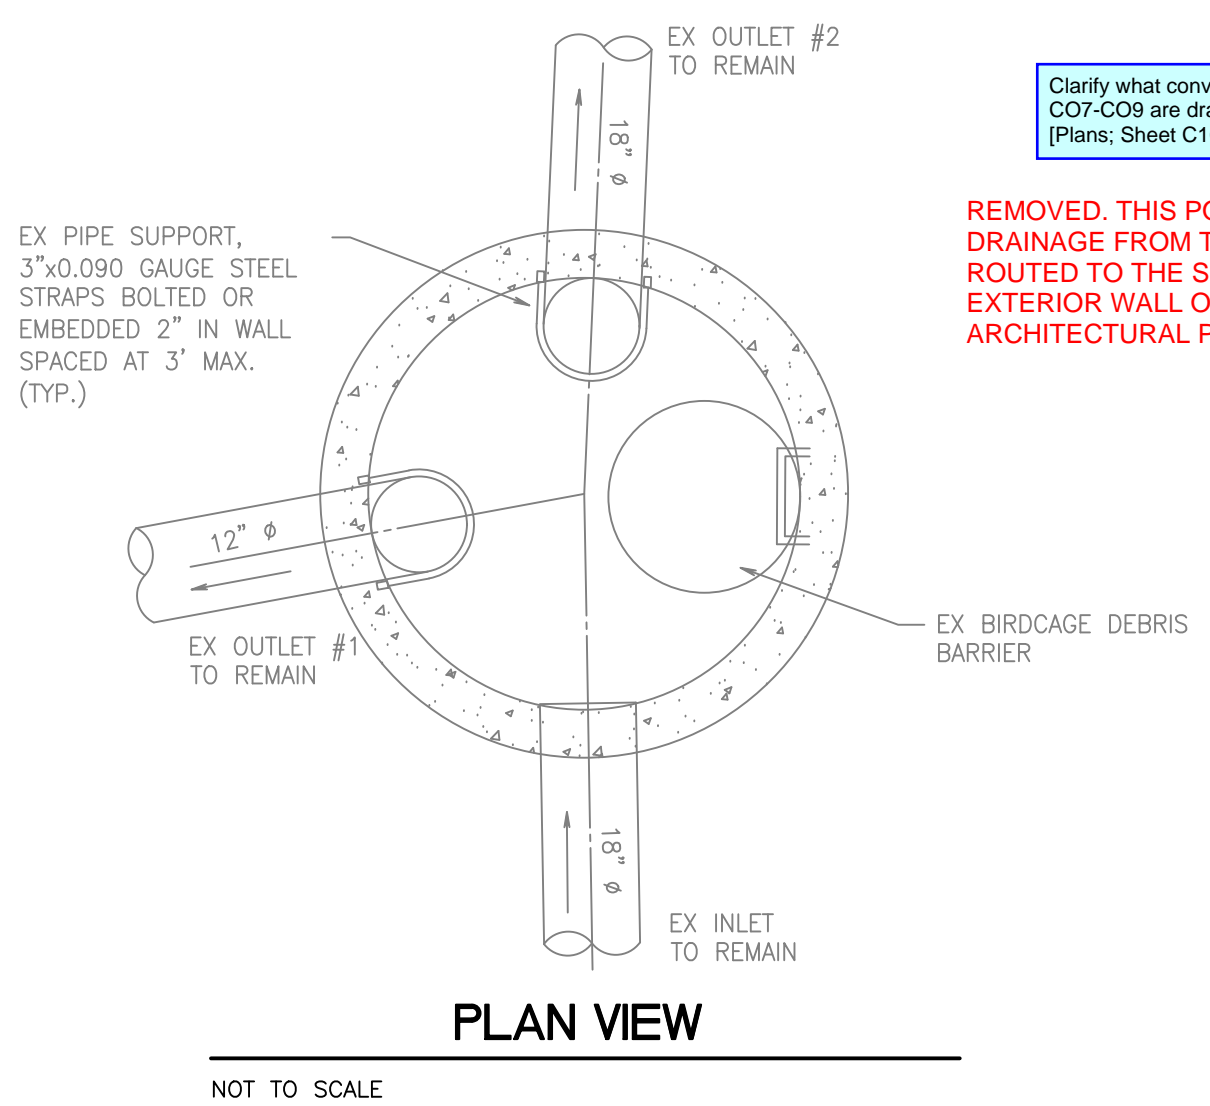 EX OUTLET #2
TO REMAIN
Clarify what conv
CO7-CO9 are dra
[Plans; Sheet C1
18" ø
REMOVED. THIS PO
DRAINAGE FROM T
ROUTED TO THE S
EXTERIOR WALL O
ARCHITECTURAL P
EX PIPE SUPPORT,
3"x0.090 GAUGE STEEL
STRAPS BOLTED OR
EMBEDDED 2" IN WALL
SPACED AT 3' MAX.
(TYP.)
12" ø
EX OUTLET #1
TO REMAIN
EX BIRDCAGE DEBRIS
BARRIER
18" ø
EX INLET
TO REMAIN
PLAN VIEW
NOT TO SCALE